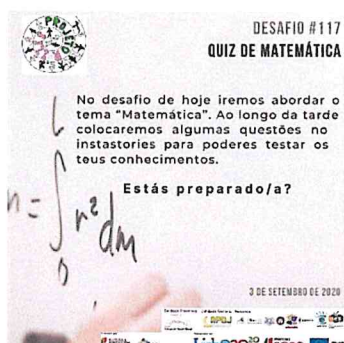 PROJETO
DESAFIO #117
QUIZ DE MATEMÁTICA
No desafio de hoje iremos abordar o
tema “Matemática”. Ao longo da tarde
colocaremos algumas questões no
instastories para poderes testar os
teus conhecimentos.
Estás preparado/a?
3 DE SETEMBRO DE 2020